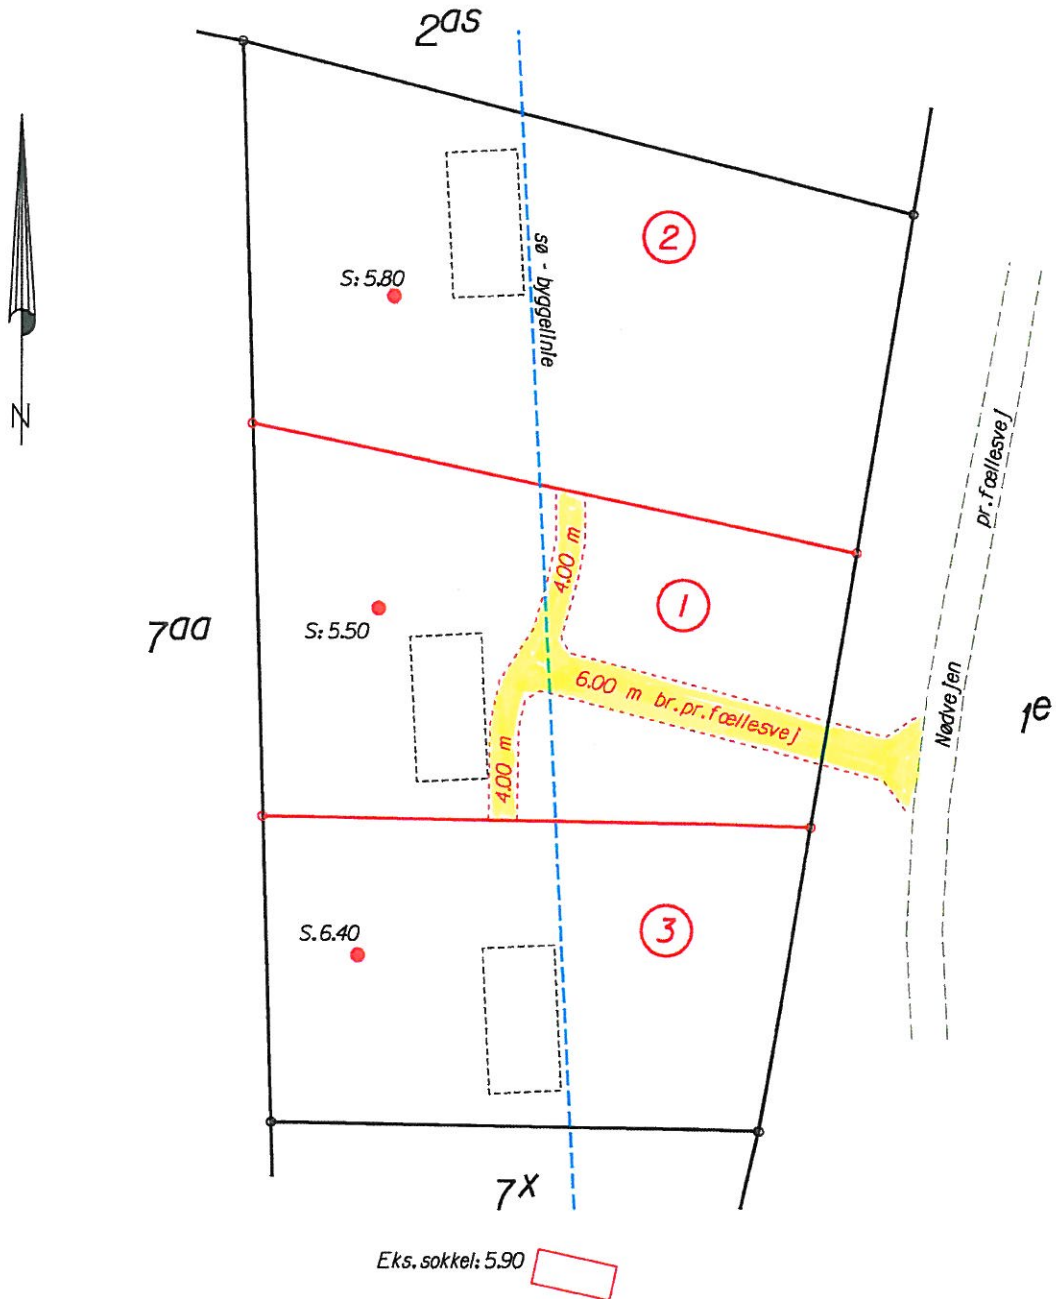 2as
2
S: 5.80
sø - byggelinie
N
pr.fællesvej
4.00 m
1
S: 5.50
7aa
6.00 m br.pr.fællesvej
Nødvejen
1e
4.00 m
S. 6.40
3
7x
Eks. sokkel: 5.90